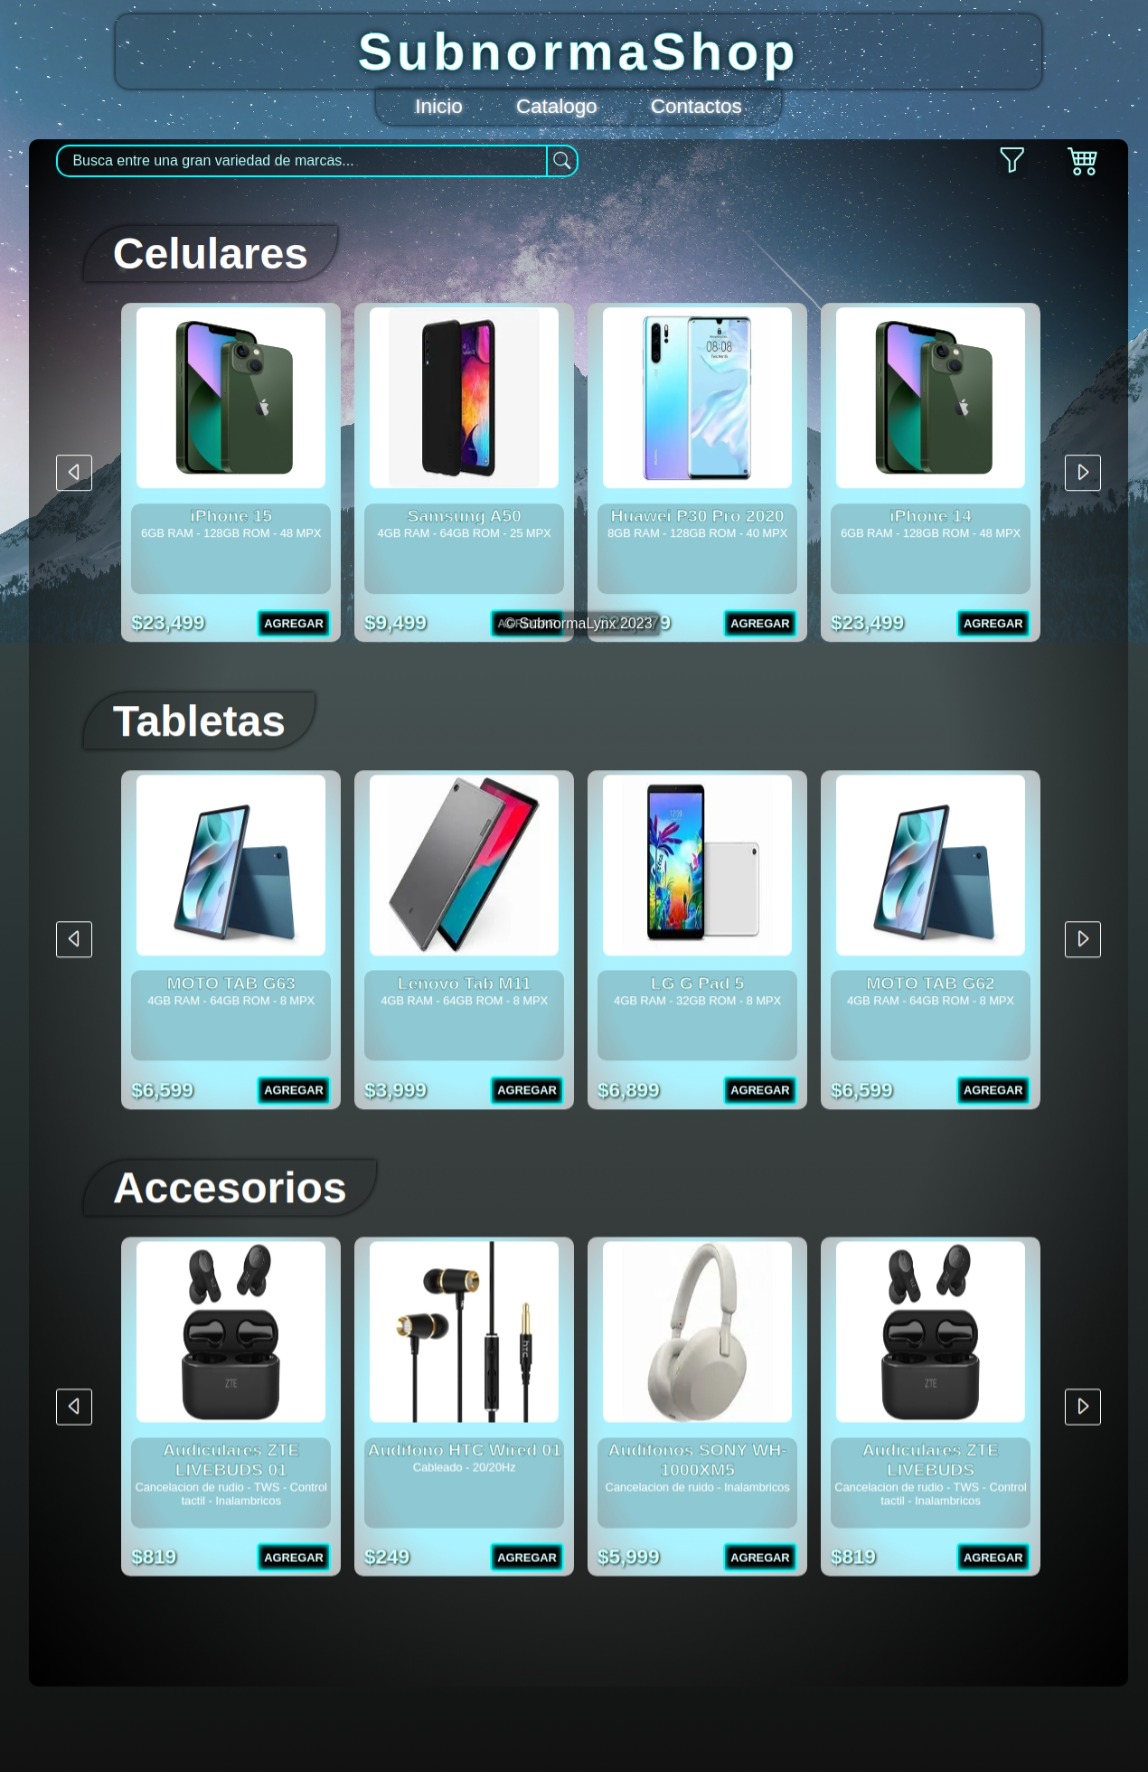 SubnormaShop
Inicio Catalogo Contactos
Busca entre una gran variedad de marcas...
Celulares
08:08
iPhone 15
6GB RAM - 128GB ROM - 48 MPX
$23,499 AGREGAR
Samsung A50
4GB RAM - 64GB ROM - 25 MPX
$9,499
Huawei P30 Pro 2020
8GB RAM - 128GB ROM - 40 MPX
AGREGAR
iPhone 14
6GB RAM - 128GB ROM - 48 MPX
$23,499 AGREGAR
© SubnormaLynx 2023
Tabletas
MOTO TAB G63
4GB RAM - 64GB ROM - 8 MPX
$6,599 AGREGAR
Lenovo Tab M11
4GB RAM - 64GB ROM - 8 MPX
$3,999 AGREGAR
LG G Pad 5
4GB RAM - 32GB ROM - 8 MPX
$6,899 AGREGAR
MOTO TAB G62
4GB RAM - 64GB ROM - 8 MPX
$6,599 AGREGAR
Accesorios
ZTE
Audiculares ZTE
LIVEBUDS 01
Cancelacion de rudio - TWS - Control
tactil - Inalambricos
$819 AGREGAR
hTC
Audifono HTC Wired 01
Cableado - 20/20Hz
$249 AGREGAR
Audifonos SONY WH-
1000XM5
Cancelacion de ruido - Inalambricos
$5,999 AGREGAR
ZTE
Audiculares ZTE
LIVEBUDS
Cancelacion de rudio - TWS - Control
tactil - Inalambricos
$819 AGREGAR